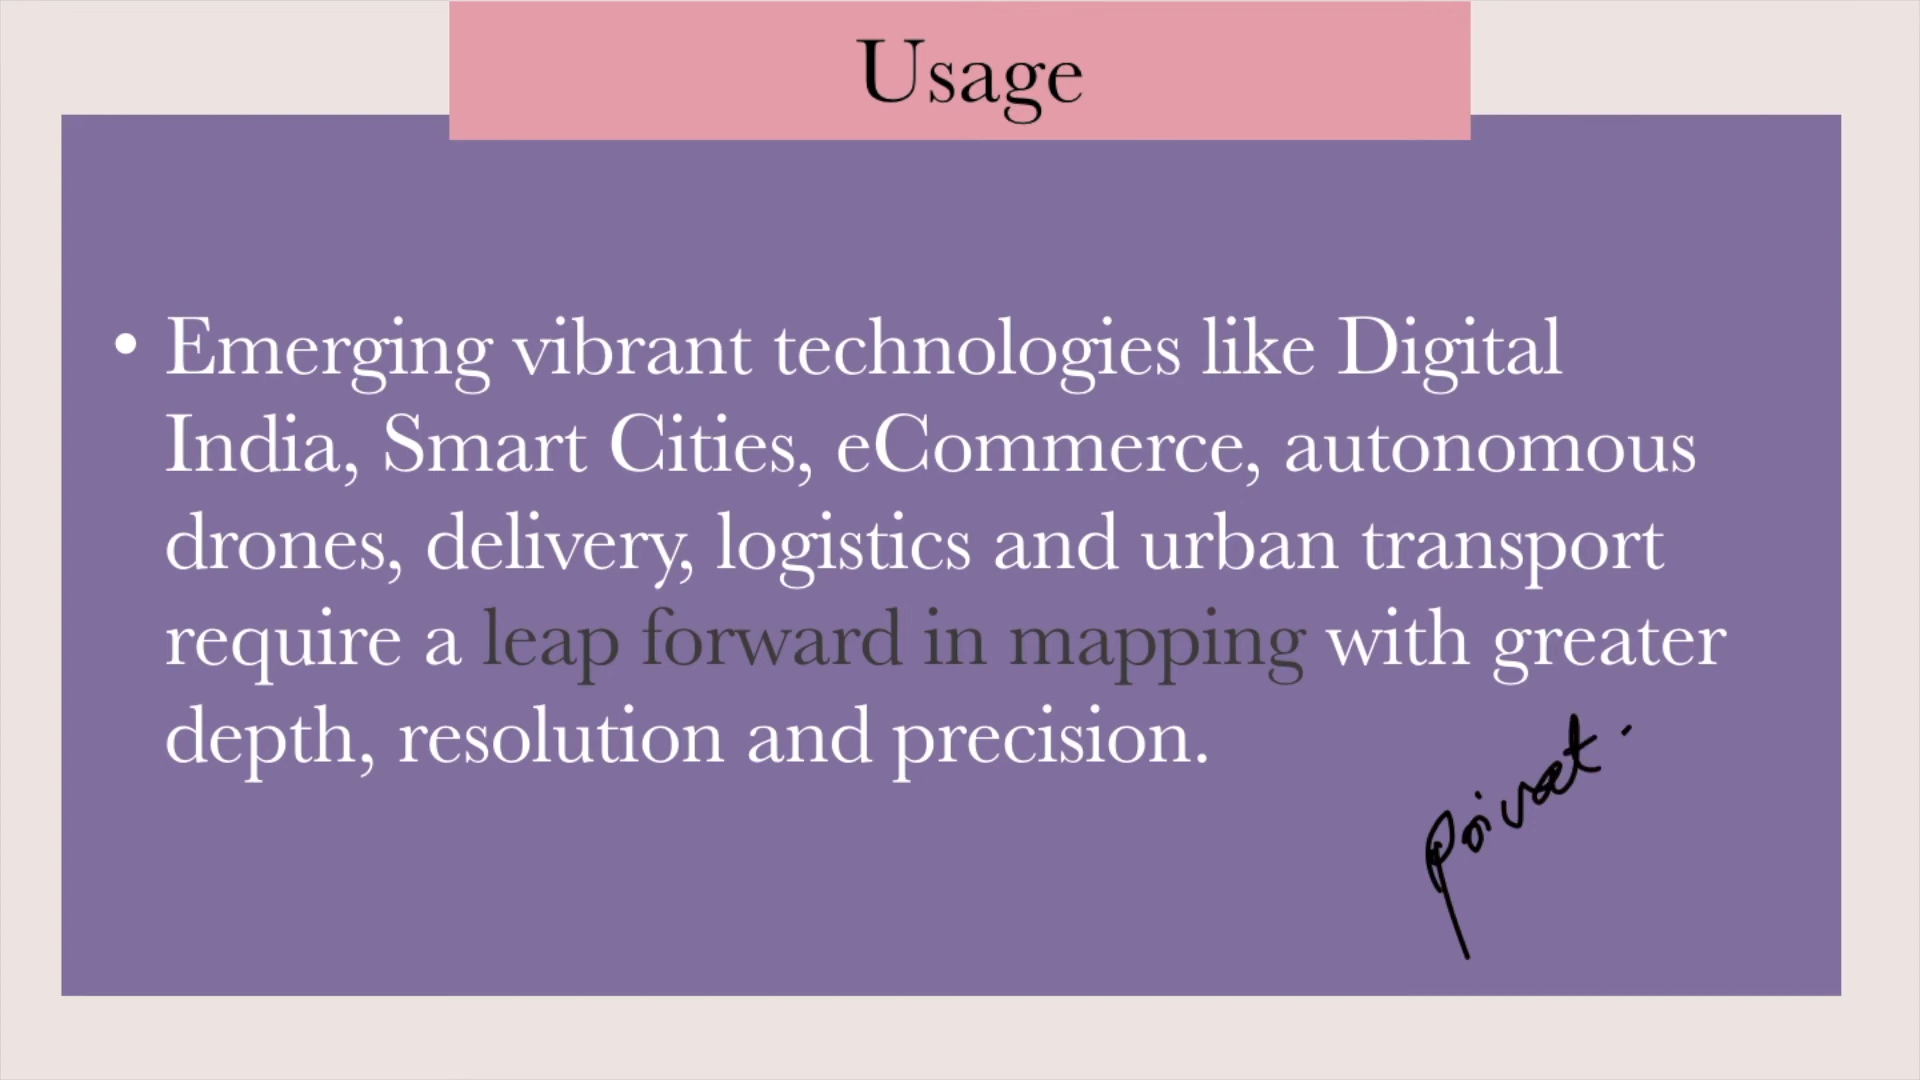 Usage
• Emerging vibrant technologies like Digital
India, Smart Cities, eCommerce, autonomous
drones, delivery, logistics and urban transport
require a leap forward in mapping with greater
depth, resolution and precision.